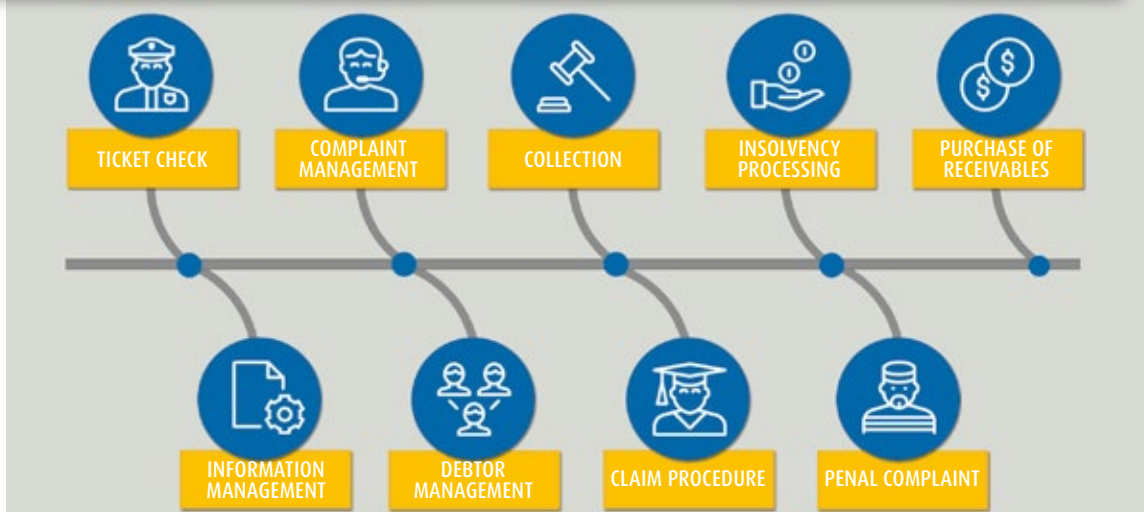 TICKET CHECK
COMPLAINT
MANAGEMENT
COLLECTION
INSOLVENCY
PROCESSING
PURCHASE OF
RECEIVABLES
INFORMATION
MANAGEMENT
DEBTOR
MANAGEMENT
CLAIM PROCEDURE
PENAL COMPLAINT